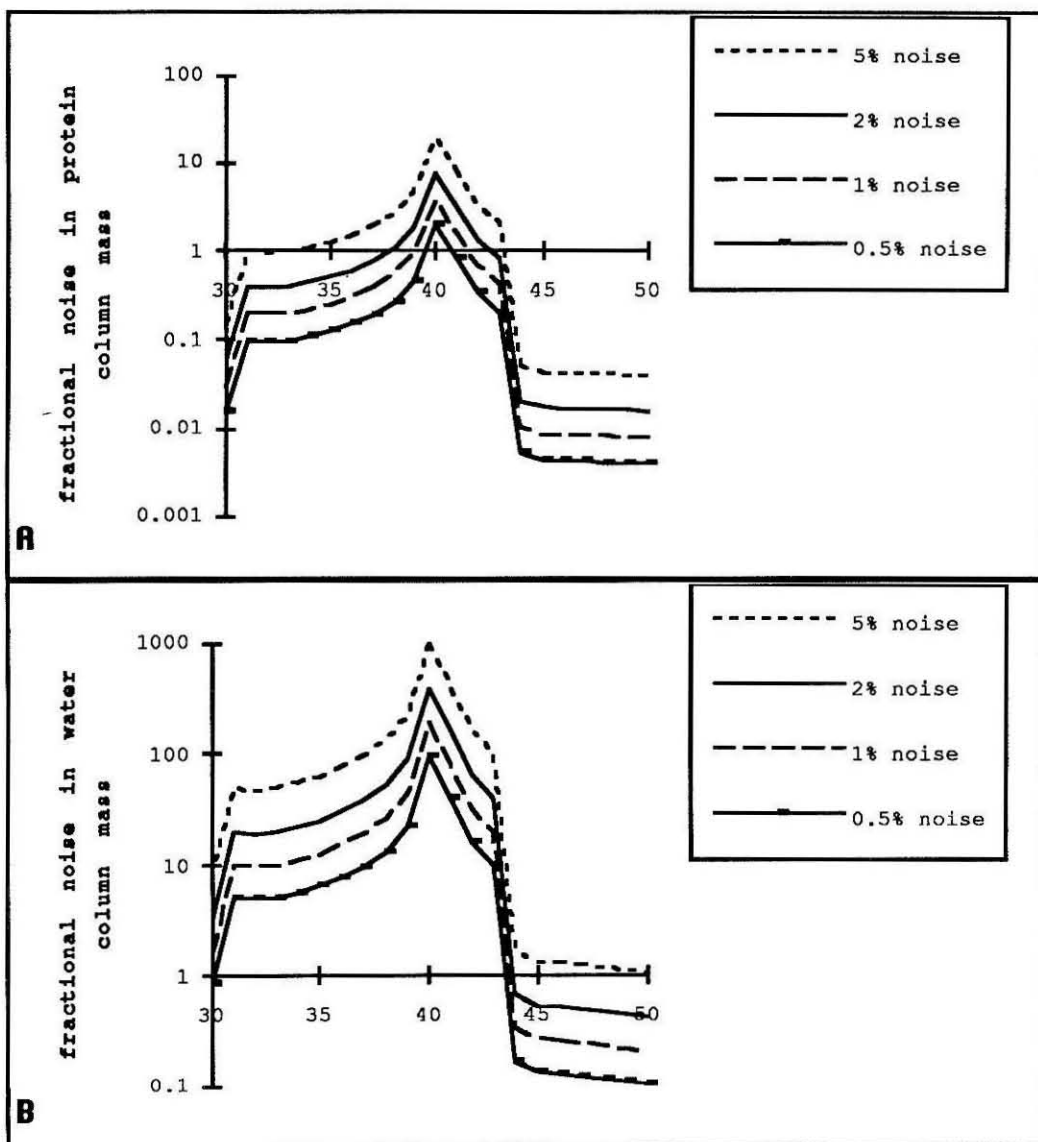 fractional noise in protein
column mass
100
10
1
0.1
0.01
0.001
30 35 40 45 50
5% noise
2% noise
1% noise
0.5% noise
A
fractional noise in water
column mass
1000
100
10
1
0.1
30 35 40 45 50
5% noise
2% noise
1% noise
0.5% noise
B